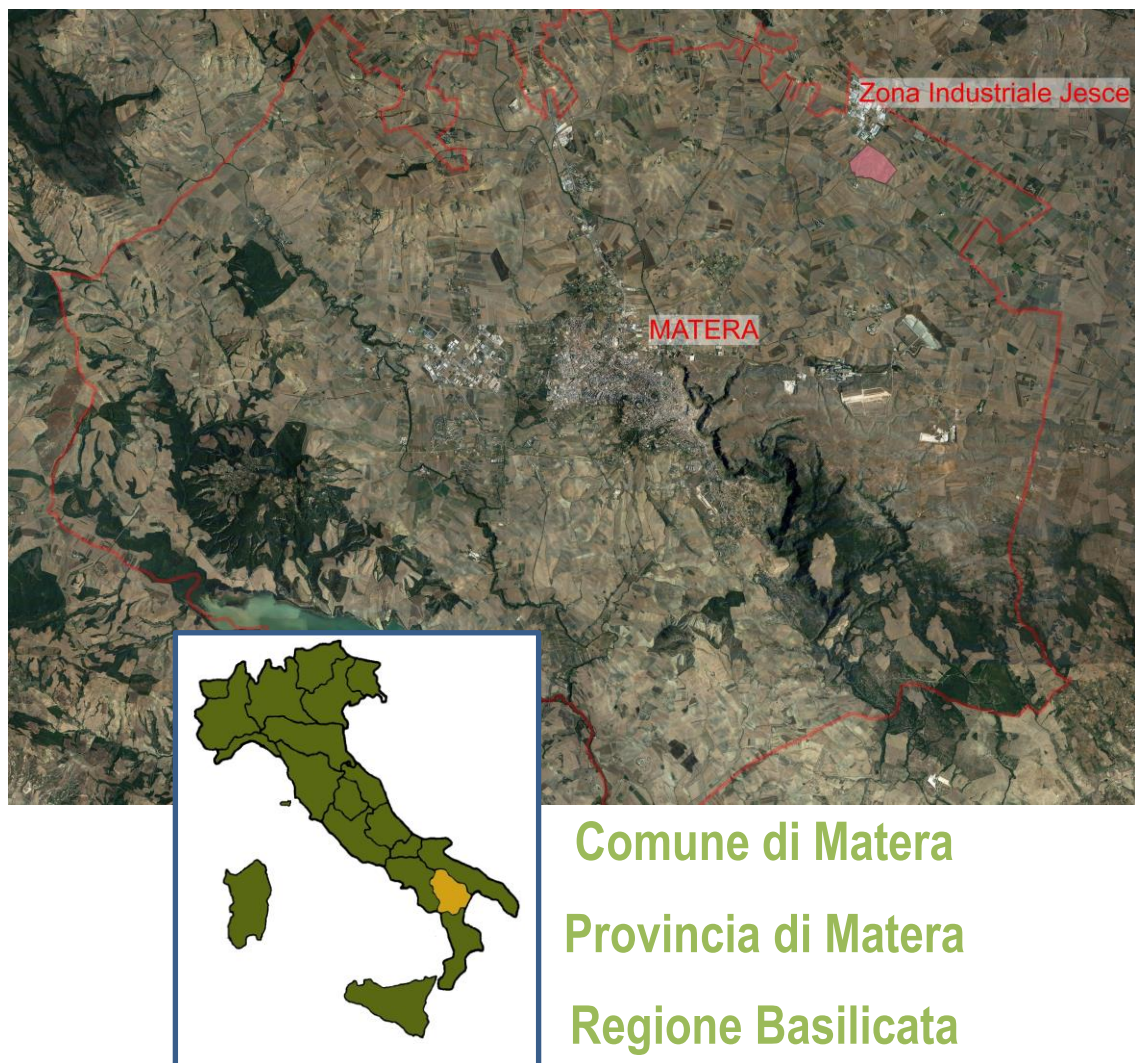 Zona Industriale Jesce
MATERA
Comune di Matera
Provincia di Matera
Regione Basilicata